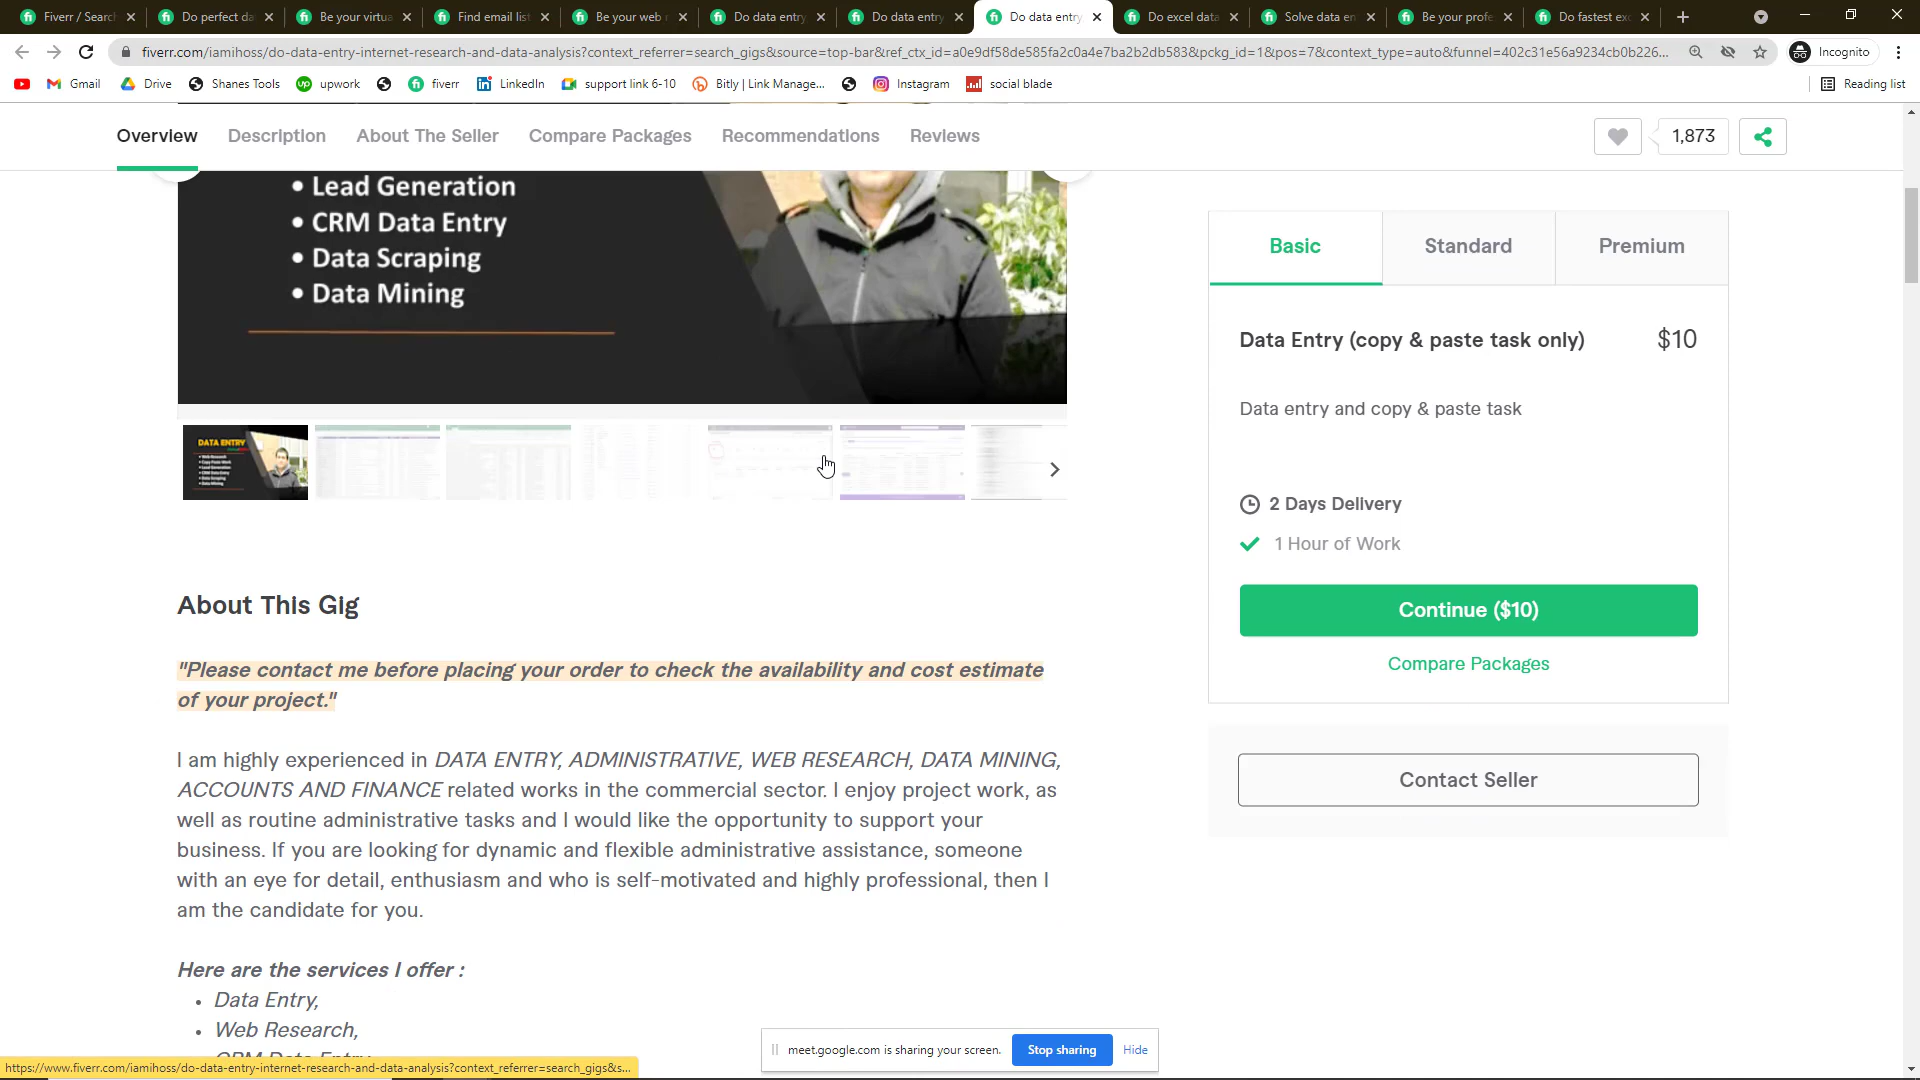 Fiverr / Searc
Do perfect da
Be your virtua
Find email list
Be your web r
Do data entry
Do data entry
Do data entry
Do excel data
Solve data en
Be your profe
Do fastest exc
fiverr.com/iamihoss/do-data-entry-internet-research-and-data-analysis?context_referrer=search_gigs&source=top-bar&ref_ctx_id=a0e9df58de585fa2c0a4e7ba2b2db583&pckg_id=1&pos=7&context_type=auto&funnel=402c31e56a9234cb0b226...
Incognito
Gmail
Drive
Shanes Tools
upwork
fiverr
LinkedIn
support link 6-10
Bitly | Link Manage...
Instagram
social blade
Reading list
Overview
Description
About The Seller
Compare Packages
Recommendations
Reviews
1,873
• Lead Generation
• CRM Data Entry
• Data Scraping
• Data Mining
Basic
Standard
Premium
Data Entry (copy & paste task only)
$10
Data entry and copy & paste task
2 Days Delivery
1 Hour of Work
Continue ($10)
Compare Packages
Contact Seller
DATA ENTRY
About This Gig
"Please contact me before placing your order to check the availability and cost estimate
of your project."
I am highly experienced in DATA ENTRY, ADMINISTRATIVE, WEB RESEARCH, DATA MINING,
ACCOUNTS AND FINANCE related works in the commercial sector. I enjoy project work, as
well as routine administrative tasks and I would like the opportunity to support your
business. If you are looking for dynamic and flexible administrative assistance, someone
with an eye for detail, enthusiasm and who is self-motivated and highly professional, then I
am the candidate for you.
Here are the services I offer :
• Data Entry,
• Web Research,
• CRM Data Entry
meet.google.com is sharing your screen.
Stop sharing
Hide
https://www.fiverr.com/iamihoss/do-data-entry-internet-research-and-data-analysis?context_referrer=search_gigs&s...